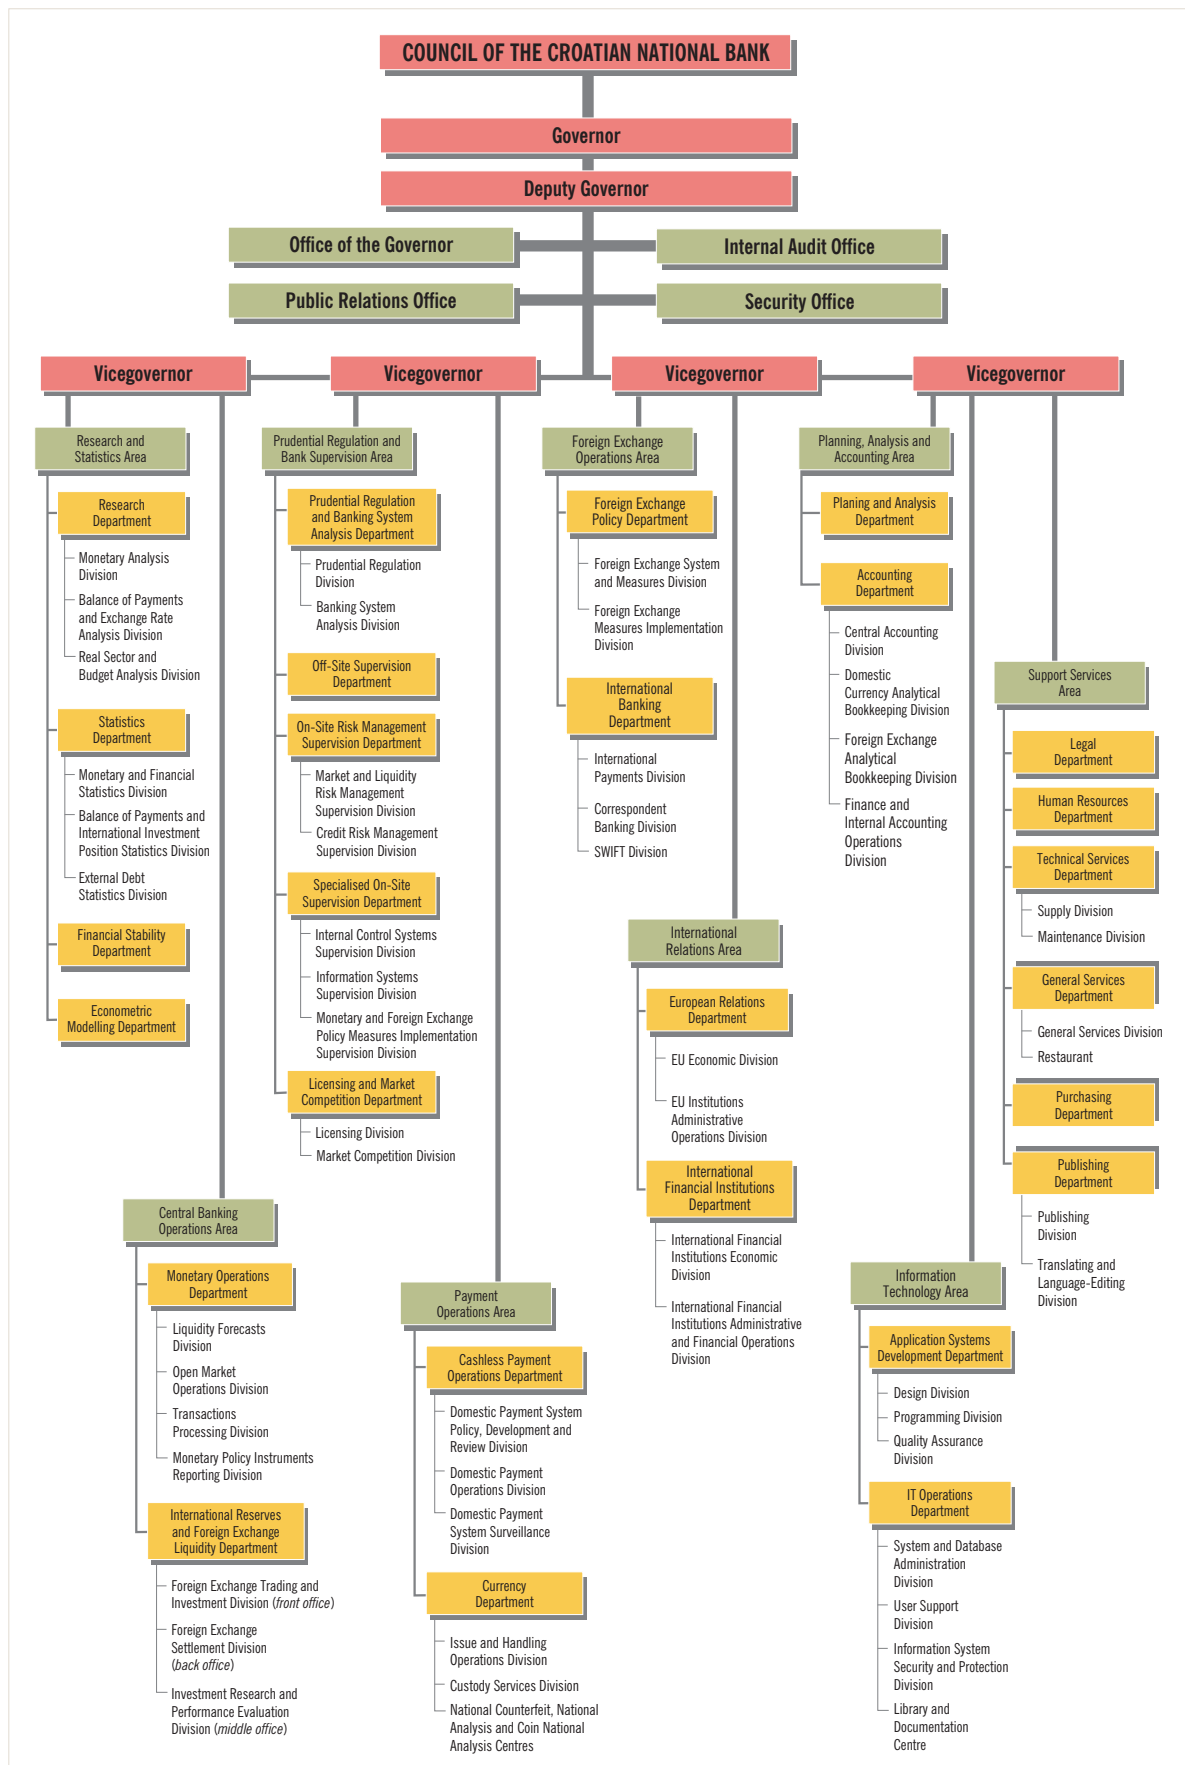 COUNCIL OF THE CROATIAN NATIONAL BANK
Governor
Deputy Governor
Office of the Governor
Internal Audit Office
Public Relations Office
Security Office
Vicegovernor
Vicegovernor
Vicegovernor
Vicegovernor
Research and
Statistics Area
Research
Department
Monetary Analysis
Division
Balance of Payments
and Exchange Rate
Analysis Division
Real Sector and
Budget Analysis Division
Statistics
Department
Monetary and Financial
Statistics Division
Balance of Payments and
International Investment
Position Statistics Division
External Debt
Statistics Division
Financial Stability
Department
Econometric
Modelling Department
Central Banking
Operations Area
Monetary Operations
Department
Liquidity Forecasts
Division
Open Market
Operations Division
Transactions
Processing Division
Monetary Policy Instruments
Reporting Division
International Reserves
and Foreign Exchange
Liquidity Department
Foreign Exchange Trading and
Investment Division (front office)
Foreign Exchange
Settlement Division
(back office)
Investment Research and
Performance Evaluation
Division (middle office)
Prudential Regulation and
Bank Supervision Area
Prudential Regulation
and Banking System
Analysis Department
Prudential Regulation
Division
Banking System
Analysis Division
Off-Site Supervision
Department
On-Site Risk Management
Supervision Department
Market and Liquidity
Risk Management
Supervision Division
Credit Risk Management
Supervision Division
Specialised On-Site
Supervision Department
Internal Control Systems
Supervision Division
Information Systems
Supervision Division
Monetary and Foreign Exchange
Policy Measures Implementation
Supervision Division
Licensing and Market
Competition Department
Licensing Division
Market Competition Division
Payment
Operations Area
Cashless Payment
Operations Department
Domestic Payment System
Policy, Development and
Review Division
Domestic Payment
Operations Division
Domestic Payment
System Surveillance
Division
Currency
Department
Issue and Handling
Operations Division
Custody Services Division
National Counterfeit, National
Analysis and Coin National
Analysis Centres
Foreign Exchange
Operations Area
Foreign Exchange
Policy Department
Foreign Exchange System
and Measures Division
Foreign Exchange
Measures Implementation
Division
International
Banking
Department
International
Payments Division
Correspondent
Banking Division
SWIFT Division
International
Relations Area
European Relations
Department
EU Economic Division
EU Institutions
Administrative
Operations Division
International
Financial Institutions
Department
International Financial
Institutions Economic
Division
International Financial
Institutions Administrative
and Financial Operations
Division
Planning, Analysis and
Accounting Area
Planing and Analysis
Department
Accounting
Department
Central Accounting
Division
Domestic
Currency Analytical
Bookkeeping Division
Foreign Exchange
Analytical
Bookkeeping Division
Finance and
Internal Accounting
Operations
Division
Information
Technology Area
Application Systems
Development Department
Design Division
Programming Division
Quality Assurance
Division
IT Operations
Department
System and Database
Administration
Division
User Support
Division
Information System
Security and Protection
Division
Library and
Documentation
Centre
Support Services
Area
Legal
Department
Human Resources
Department
Technical Services
Department
Supply Division
Maintenance Division
General Services
Department
General Services Division
Restaurant
Purchasing
Department
Publishing
Department
Publishing
Division
Translating and
Language-Editing
Division